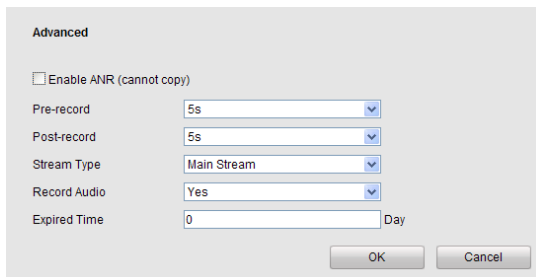 Advanced
Enable ANR (cannot copy)
Pre-record 5s
Post-record 5s
Stream Type Main Stream
Record Audio Yes
Expired Time 0 Day
OK Cancel